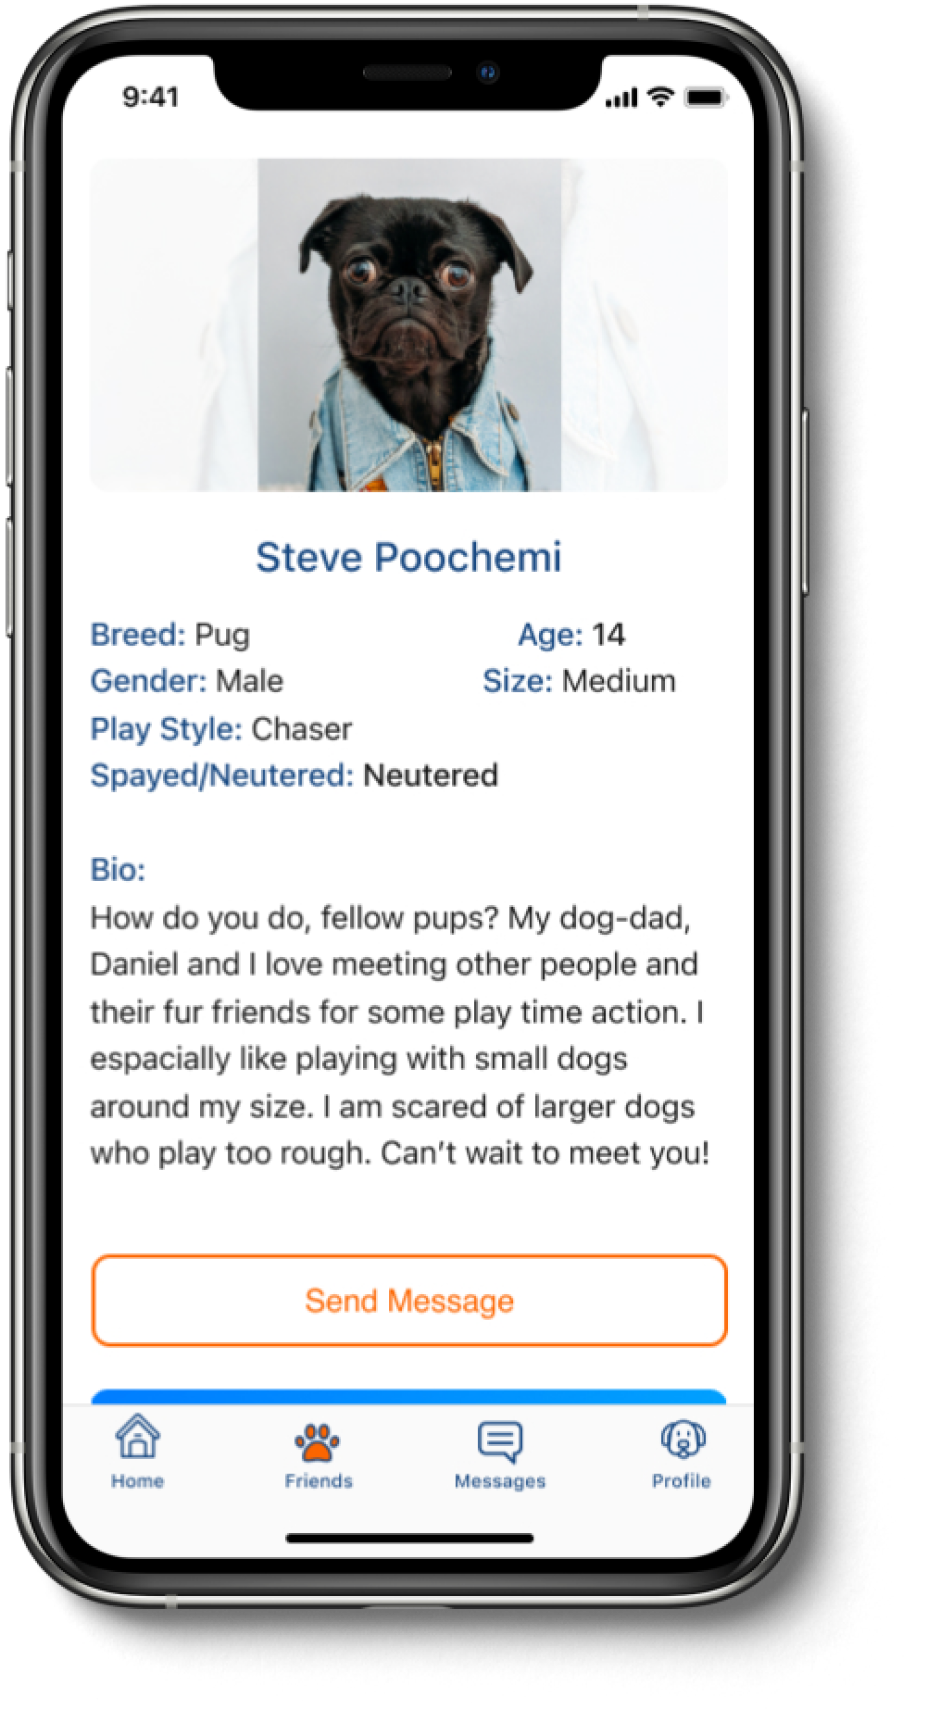 9:41
Steve Poochemi
Breed: Pug
Age: 14
Gender: Male
Size: Medium
Play Style: Chaser
Spayed/Neutered: Neutered
Bio:
How do you do, fellow pups? My dog-dad,
Daniel and I love meeting other people and
their fur friends for some play time action. I
espacially like playing with small dogs
around my size. I am scared of larger dogs
who play too rough. Can't wait to meet you!
Send Message
Home
Friends
Messages
Profile